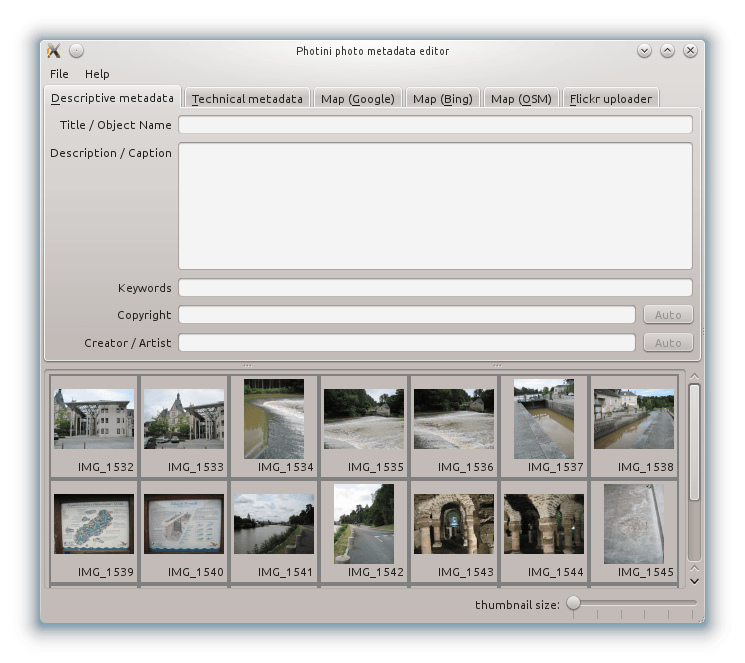 Photini photo metadata editor
File Help
Descriptive metadata Technical metadata Map (Google) Map (Bing) Map (OSM) Flickr uploader
Title / Object Name
Description / Caption
Keywords
Copyright Auto
Creator / Artist Auto
IMG_1532 IMG_1533 IMG_1534 IMG_1535 IMG_1536 IMG_1537 IMG_1538
IMG_1539 IMG_1540 IMG_1541 IMG_1542 IMG_1543 IMG_1544 IMG_1545
thumbnail size: